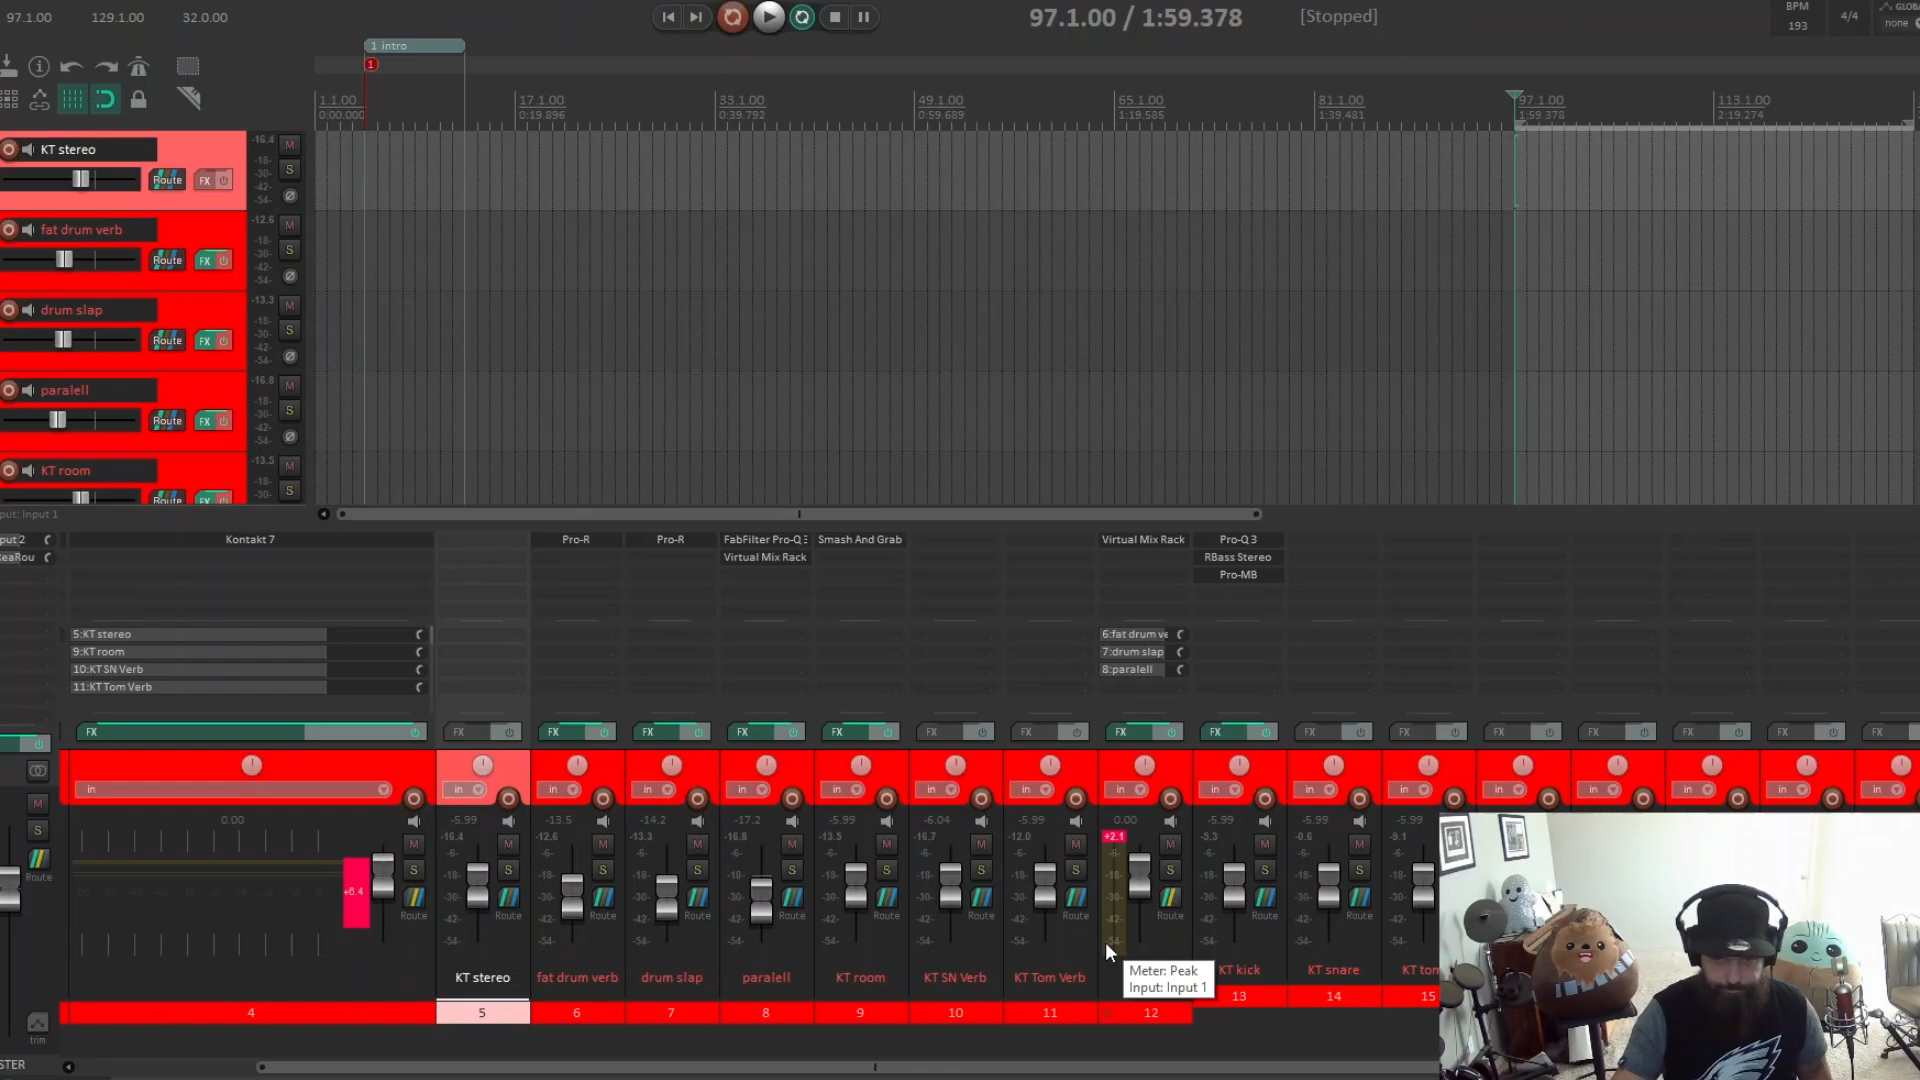 97.1.00 129.1.00 32.0.00
97.1.00 / 1:59.378 [Stopped]
BPM
193
4/4
GLOB
none
1 intro
1
1.1.00 17.1.00 33.1.00 49.1.00 65.1.00 81.1.00 97.1.00 113.1.00
0:00.000 0:19.896 0:39.792 0:59.689 1:19.585 1:39.481 1:59.378 2:19.274
KT stereo
Route FX
-16.4
-18-
-30-
-42-
-54-
M
S
fat drum verb
Route FX
-12.6
-18-
-30-
-42-
-54-
M
S
drum slap
Route FX
-13.3
-18-
-30-
-42-
-54-
M
S
paralell
Route FX
-16.8
-18-
-30-
-42-
-54-
M
S
KT room
Route FX
-13.5
-18-
-30-
M
S
put: Input 1
put 2 Kontakt 7 Pro-R Pro-R FabFilter Pro-Q 3 Smash And Grab Virtual Mix Rack Pro-Q 3
eaRou Virtual Mix Rack RBass Stereo
Pro-MB
5:KT stereo 6:fat drum ve
9:KT room 7:drum slap
10:KT SN Verb 8:paralell
11:KT Tom Verb
FX FX FX FX FX FX FX FX FX FX FX FX FX FX FX FX
in in in in in in in in in in in in in in in in
0.00 -5.99 -13.5 -14.2 -17.2 -5.99 -6.04 -5.99 0.00 -5.99 -5.99 -5.99
-16.4 -12.6 -13.3 -16.8 -13.5 -16.7 -12.0 +2.1 -5.3 -0.6 -9.1
M M M M M M M M M M M M
S S S S S S S S S S S S
-6- -6- -6- -6- -6- -6- -6- -6- -6- -6- -6-
-18- -18- -18- -18- -18- -18- -18- -18- -18- -18- -18-
-30- -30- -30- -30- -30- -30- -30- -30- -30- -30- -30-
-42- -42- -42- -42- -42- -42- -42- -42- -42- -42- -42-
-54- -54- -54- -54- -54- -54- -54- -54- -54- -54- -54-
+6.4
Route Route Route Route Route Route Route Route Route Route Route Route
KT stereo fat drum verb drum slap paralell KT room KT SN Verb KT Tom Verb KT kick KT snare KT tom
Meter: Peak
Input: Input 1
4 5 6 7 8 9 10 11 12 13 14 15
trim
STER